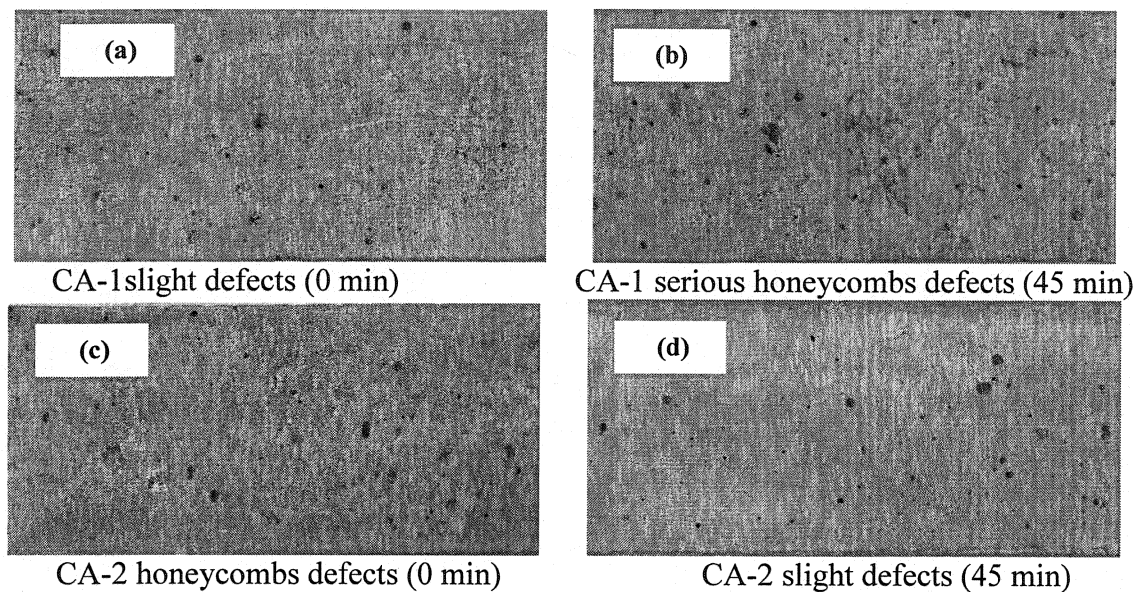 (a)
(b)
CA-1slight defects (0 min)
CA-1 serious honeycombs defects (45 min)
(c)
(d)
CA-2 honeycombs defects (0 min)
CA-2 slight defects (45 min)